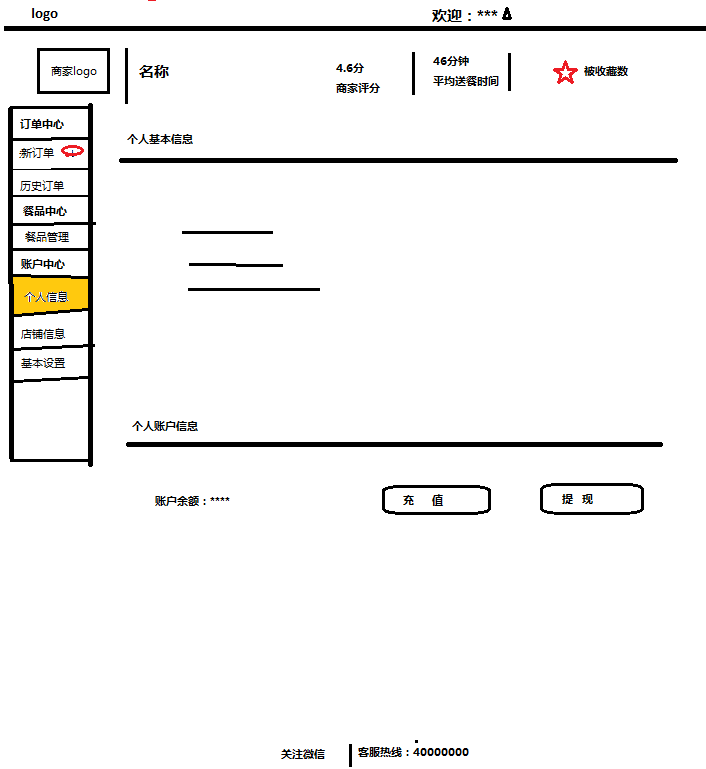 logo
欢迎：***
商家logo
名称
4.6分
商家评分
46分钟
平均送餐时间
被收藏数
订单中心
新订单
历史订单
餐品中心
餐品管理
账户中心
个人信息
店铺信息
基本设置
个人基本信息
个人账户信息
账户余额：****
充 值
提 现
关注微信
客服热线：40000000